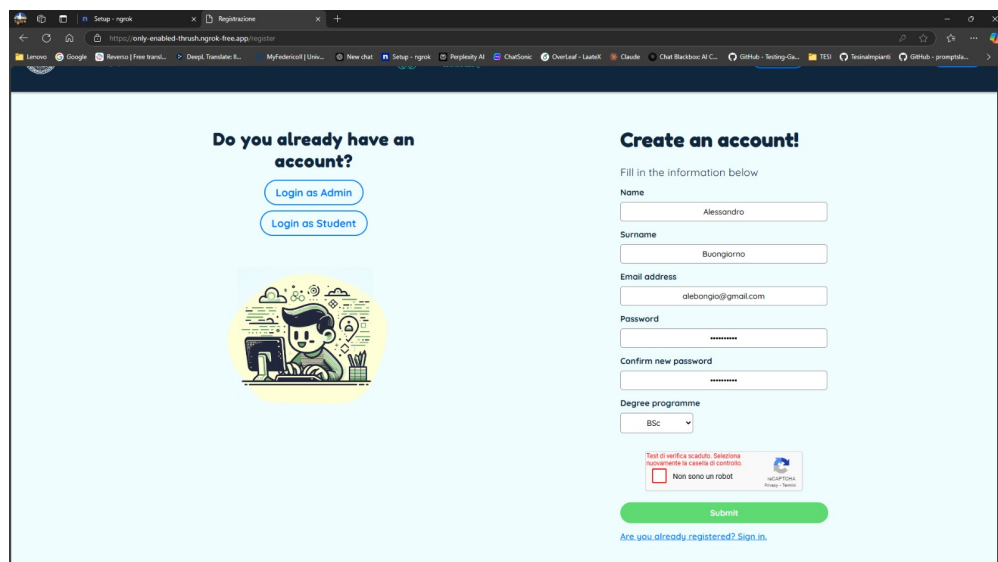 Setup - ngrok
Registrazione
https://only-enabled-thrush.ngrok-free.app/register
Lenovo
Google
Reverso | Free transl...
DeepL Translate: Il...
MyFedericoII | Univ...
New chat
Setup - ngrok
Perplexity AI
ChatSonic
OverLeaf - LaateX
Claude
Chat Blackbox: AI C...
GitHub - Testing-Ga...
TESI
TesinaImpianti
GitHub - promptsla...
Do you already have an
account?
Login as Admin
Login as Student
Create an account!
Fill in the information below
Name
Alessandro
Surname
Buongiorno
Email address
alebongio@gmail.com
Password
••••••••••
Confirm new password
••••••••••
Degree programme
BSc
Test di verifica scaduto. Seleziona
nuovamente la casella di controllo.
Non sono un robot
reCAPTCHA
Privacy - Termini
Submit
Are you already registered? Sign in.